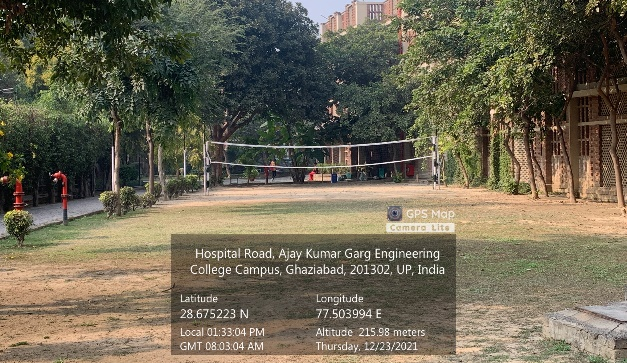 GPS Map
Camera Lite
Hospital Road, Ajay Kumar Garg Engineering
College Campus, Ghaziabad, 201302, UP, India
Latitude
28.675223 N
Longitude
77.503994 E
Local 01:33:04 PM
GMT 08:03:04 AM
Altitude 215.98 meters
Thursday, 12/23/2021